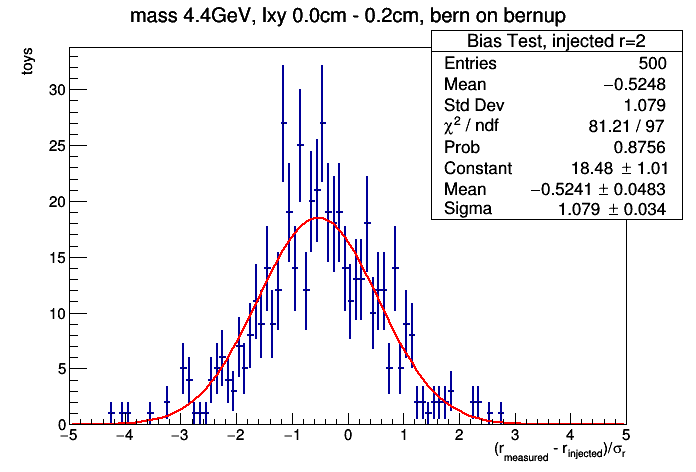 mass 4.4GeV, lxy 0.0cm - 0.2cm, bern on bernup
Bias Test, injected r=2
Entries 500
Mean −0.5248
Std Dev 1.079
χ² / ndf 81.21 / 97
Prob 0.8756
Constant 18.48 ± 1.01
Mean −0.5241 ± 0.0483
Sigma 1.079 ± 0.034
toys
30
25
20
15
10
5
0
−5 −4 −3 −2 −1 0 1 2 3 4 5
(r_measured - r_injected)/σ_r